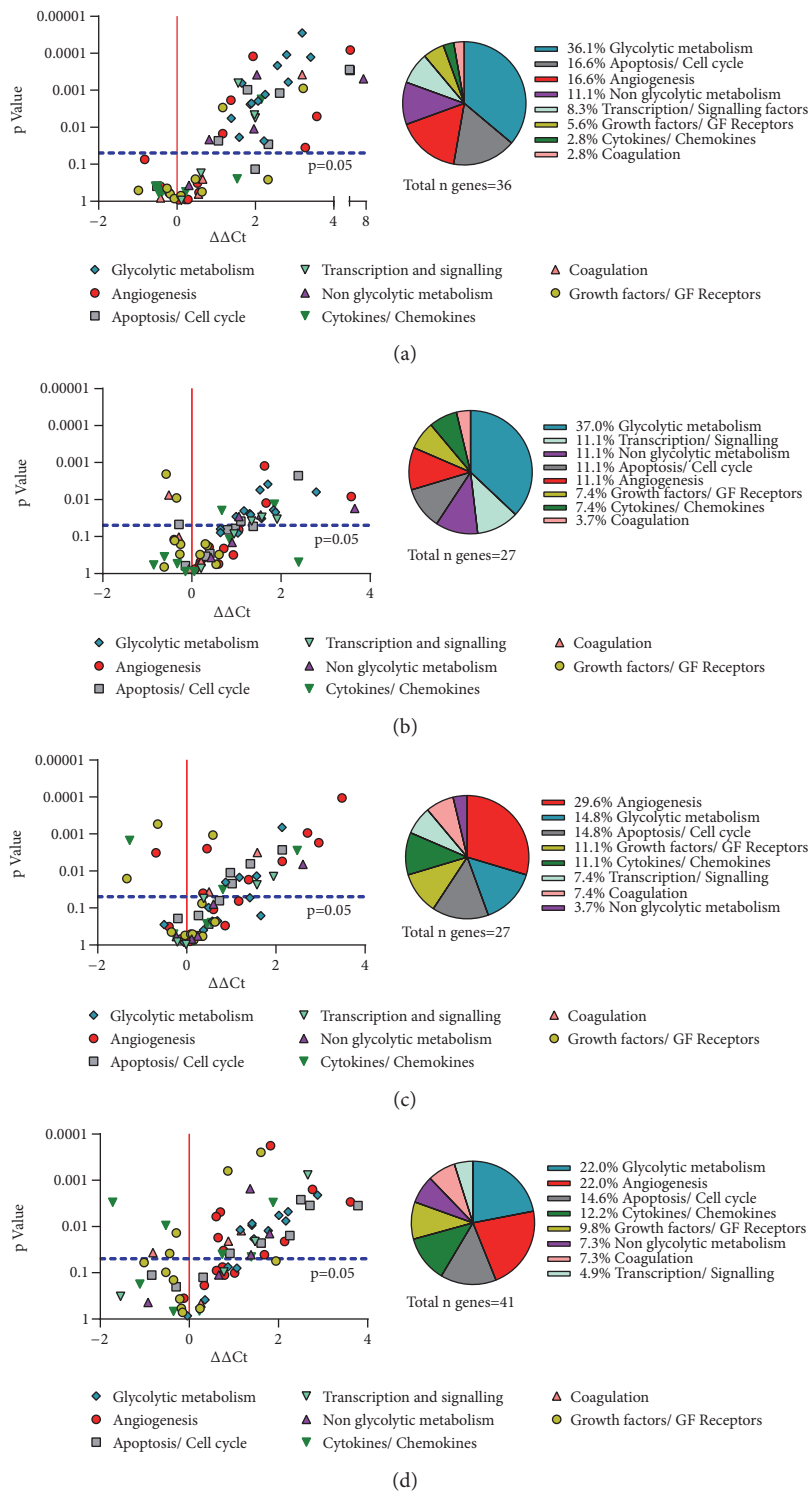 0.00001
0.0001
0.001
0.01
0.1
1
p Value
p=0.05
−2
0
2
4
8
ΔΔCt
36.1% Glycolytic metabolism
16.6% Apoptosis/ Cell cycle
16.6% Angiogenesis
11.1% Non glycolytic metabolism
8.3% Transcription/ Signalling factors
5.6% Growth factors/ GF Receptors
2.8% Cytokines/ Chemokines
2.8% Coagulation
Total n genes=36
Glycolytic metabolism
Transcription and signalling
Coagulation
Angiogenesis
Non glycolytic metabolism
Growth factors/ GF Receptors
Apoptosis/ Cell cycle
Cytokines/ Chemokines
(a)
0.00001
0.0001
0.001
0.01
0.1
1
p Value
p=0.05
−2
0
2
4
ΔΔCt
37.0% Glycolytic metabolism
11.1% Transcription/ Signalling
11.1% Non glycolytic metabolism
11.1% Apoptosis/ Cell cycle
11.1% Angiogenesis
7.4% Growth factors/ GF Receptors
7.4% Cytokines/ Chemokines
3.7% Coagulation
Total n genes=27
Glycolytic metabolism
Transcription and signalling
Coagulation
Angiogenesis
Non glycolytic metabolism
Growth factors/ GF Receptors
Apoptosis/ Cell cycle
Cytokines/ Chemokines
(b)
0.00001
0.0001
0.001
0.01
0.1
1
p Value
p=0.05
−2
0
2
4
ΔΔCt
29.6% Angiogenesis
14.8% Glycolytic metabolism
14.8% Apoptosis/ Cell cycle
11.1% Growth factors/ GF Receptors
11.1% Cytokines/ Chemokines
7.4% Transcription/ Signalling
7.4% Coagulation
3.7% Non glycolytic metabolism
Total n genes=27
Glycolytic metabolism
Transcription and signalling
Coagulation
Angiogenesis
Non glycolytic metabolism
Growth factors/ GF Receptors
Apoptosis/ Cell cycle
Cytokines/ Chemokines
(c)
0.0001
0.001
0.01
0.1
1
p Value
p=0.05
−2
0
2
4
ΔΔCt
22.0% Glycolytic metabolism
22.0% Angiogenesis
14.6% Apoptosis/ Cell cycle
12.2% Cytokines/ Chemokines
9.8% Growth factors/ GF Receptors
7.3% Non glycolytic metabolism
7.3% Coagulation
4.9% Transcription/ Signalling
Total n genes=41
Glycolytic metabolism
Transcription and signalling
Coagulation
Angiogenesis
Non glycolytic metabolism
Growth factors/ GF Receptors
Apoptosis/ Cell cycle
Cytokines/ Chemokines
(d)